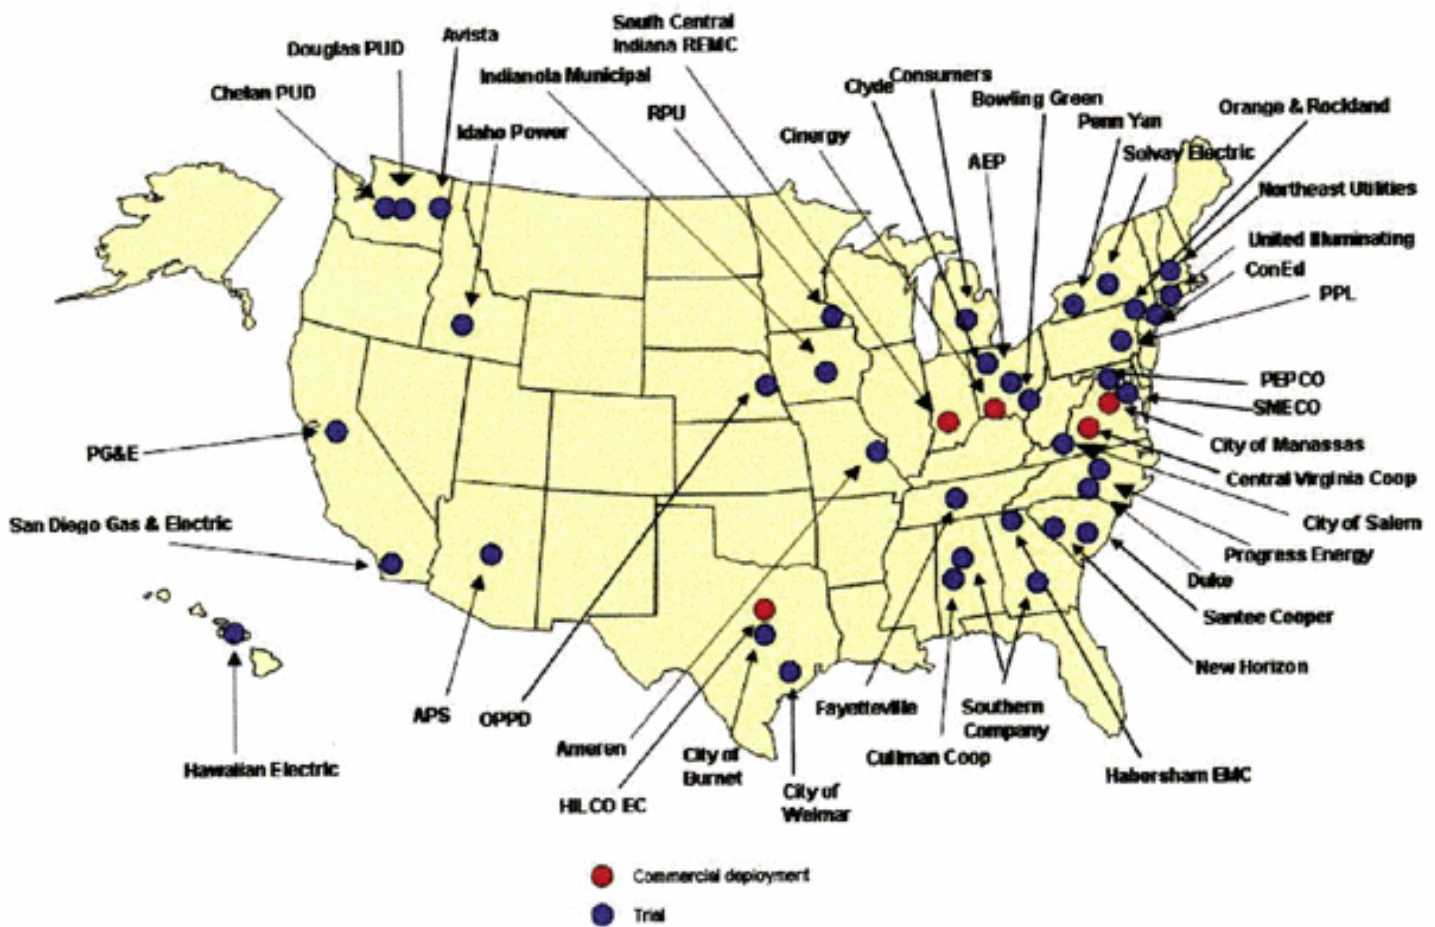 South Central
Indiana REMC
Avista
Douglas PUD
Indianola Municipal
Clyde
Consumers
Chelan PUD
Bowling Green
Orange & Rockland
RPU
Idaho Power
Cinergy
Penn Yan
Solvay Electric
AEP
Northeast Utilities
United Illuminating
ConEd
PPL
PEPCO
SMECO
City of Manassas
PG&E
Central Virginia Coop
San Diego Gas & Electric
City of Salem
Progress Energy
Duke
Santee Cooper
New Horizon
APS
OPPD
Fayetteville
Southern
Company
Ameren
City of
Burnet
Cullman Coop
Hawaiian Electric
Habersham EMC
HILCO EC
City of
Weimar
Commercial deployment
Trial